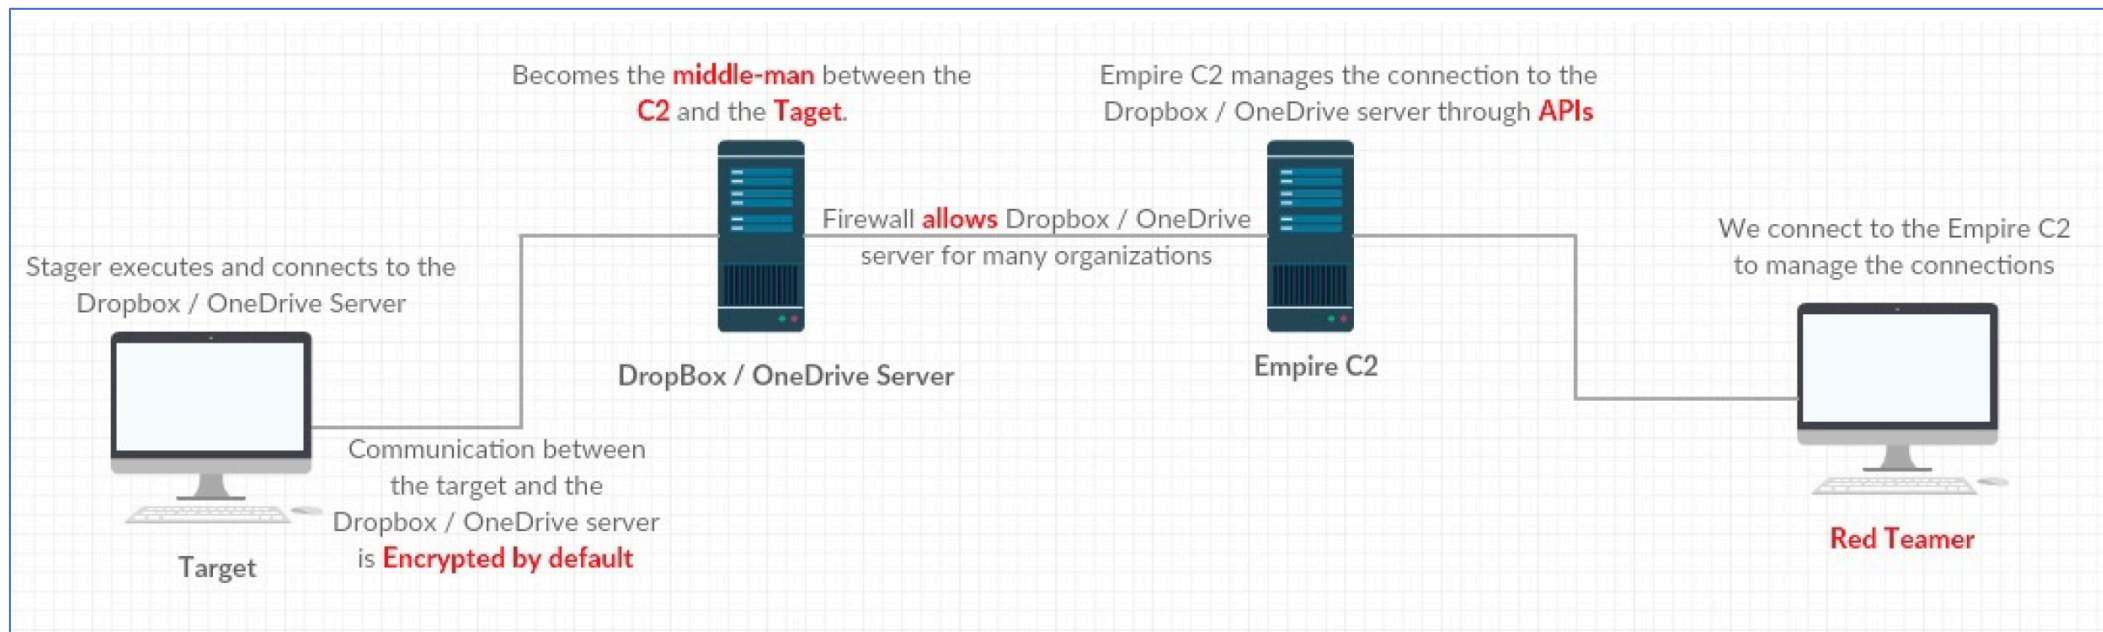 Becomes the middle-man between the
C2 and the Taget.
Empire C2 manages the connection to the
Dropbox / OneDrive server through APIs
Firewall allows Dropbox / OneDrive
server for many organizations
We connect to the Empire C2
to manage the connections
Stager executes and connects to the
Dropbox / OneDrive Server
DropBox / OneDrive Server
Empire C2
Communication between
the target and the
Dropbox / OneDrive server
is Encrypted by default
Target
Red Teamer